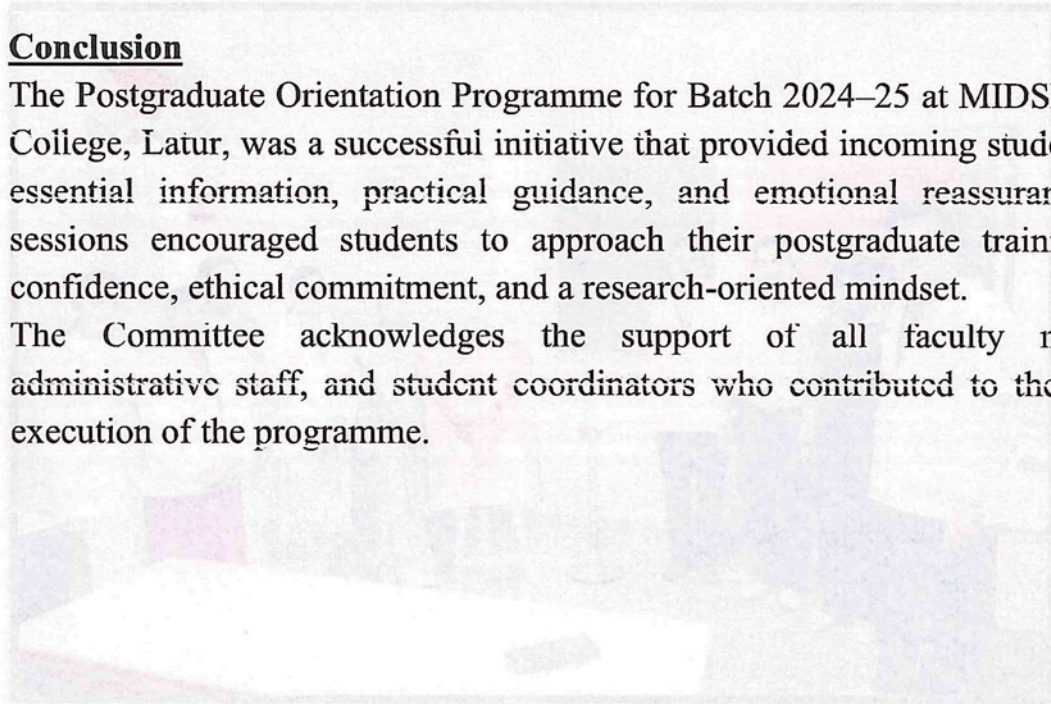 Conclusion
The Postgraduate Orientation Programme for Batch 2024–25 at MIDS
College, Latur, was a successful initiative that provided incoming stud
essential information, practical guidance, and emotional reassuran
sessions encouraged students to approach their postgraduate traini
confidence, ethical commitment, and a research-oriented mindset.
The Committee acknowledges the support of all faculty
administrative staff, and student coordinators who contributed to the
execution of the programme.